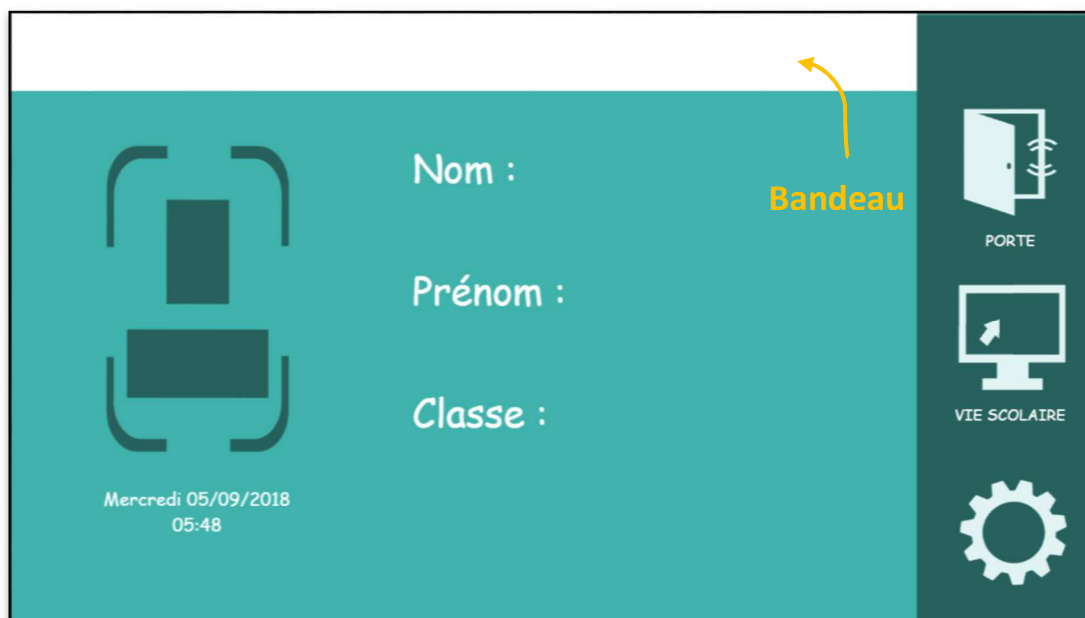 Bandeau
Nom :
Prénom :
Classe :
Mercredi 05/09/2018
05:48
PORTE
VIE SCOLAIRE